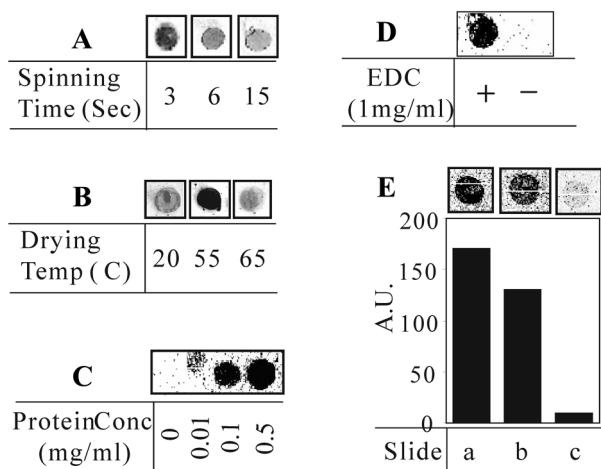 A
Spinning
Time (Sec) 3 6 15
B
Drying
Temp ( C) 20 55 65
C
ProteinConc
(mg/ml) 0 0.01 0.1 0.5
D
EDC
(1mg/ml) + −
E
200
150
100
50
0
A.U.
Slide a b c